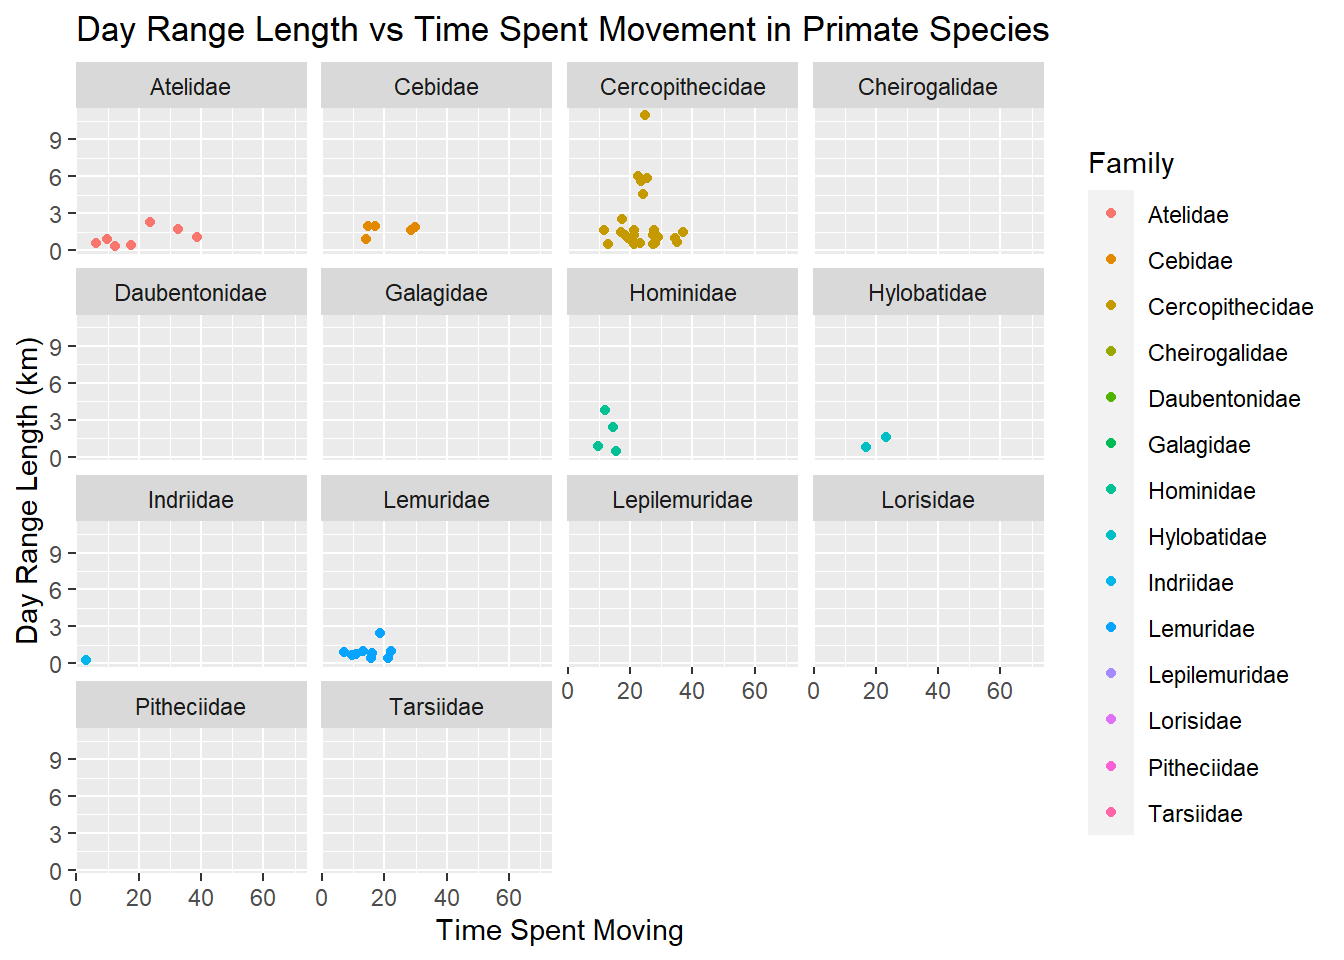 Day Range Length vs Time Spent Movement in Primate Species
Atelidae
Cebidae
Cercopithecidae
Cheirogalidae
9
6
3
0
Daubentonidae
Galagidae
Hominidae
Hylobatidae
9
6
3
0
Indriidae
Lemuridae
Lepilemuridae
Lorisidae
9
6
3
0
0 20 40 60
0 20 40 60
Pitheciidae
Tarsiidae
9
6
3
0
0 20 40 60
0 20 40 60
Day Range Length (km)
Time Spent Moving
Family
Atelidae
Cebidae
Cercopithecidae
Cheirogalidae
Daubentonidae
Galagidae
Hominidae
Hylobatidae
Indriidae
Lemuridae
Lepilemuridae
Lorisidae
Pitheciidae
Tarsiidae